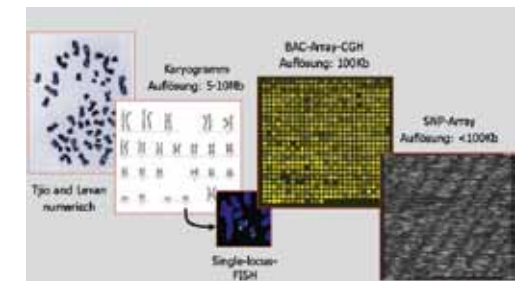 BAC-Array-CGH
Auflösung: 100Kb
Karyogramm
Auflösung: 5-10Mb
SNP-Array
Auflösung: <100Kb
Tjio and Levan
numerisch
Single-locus-
FISH